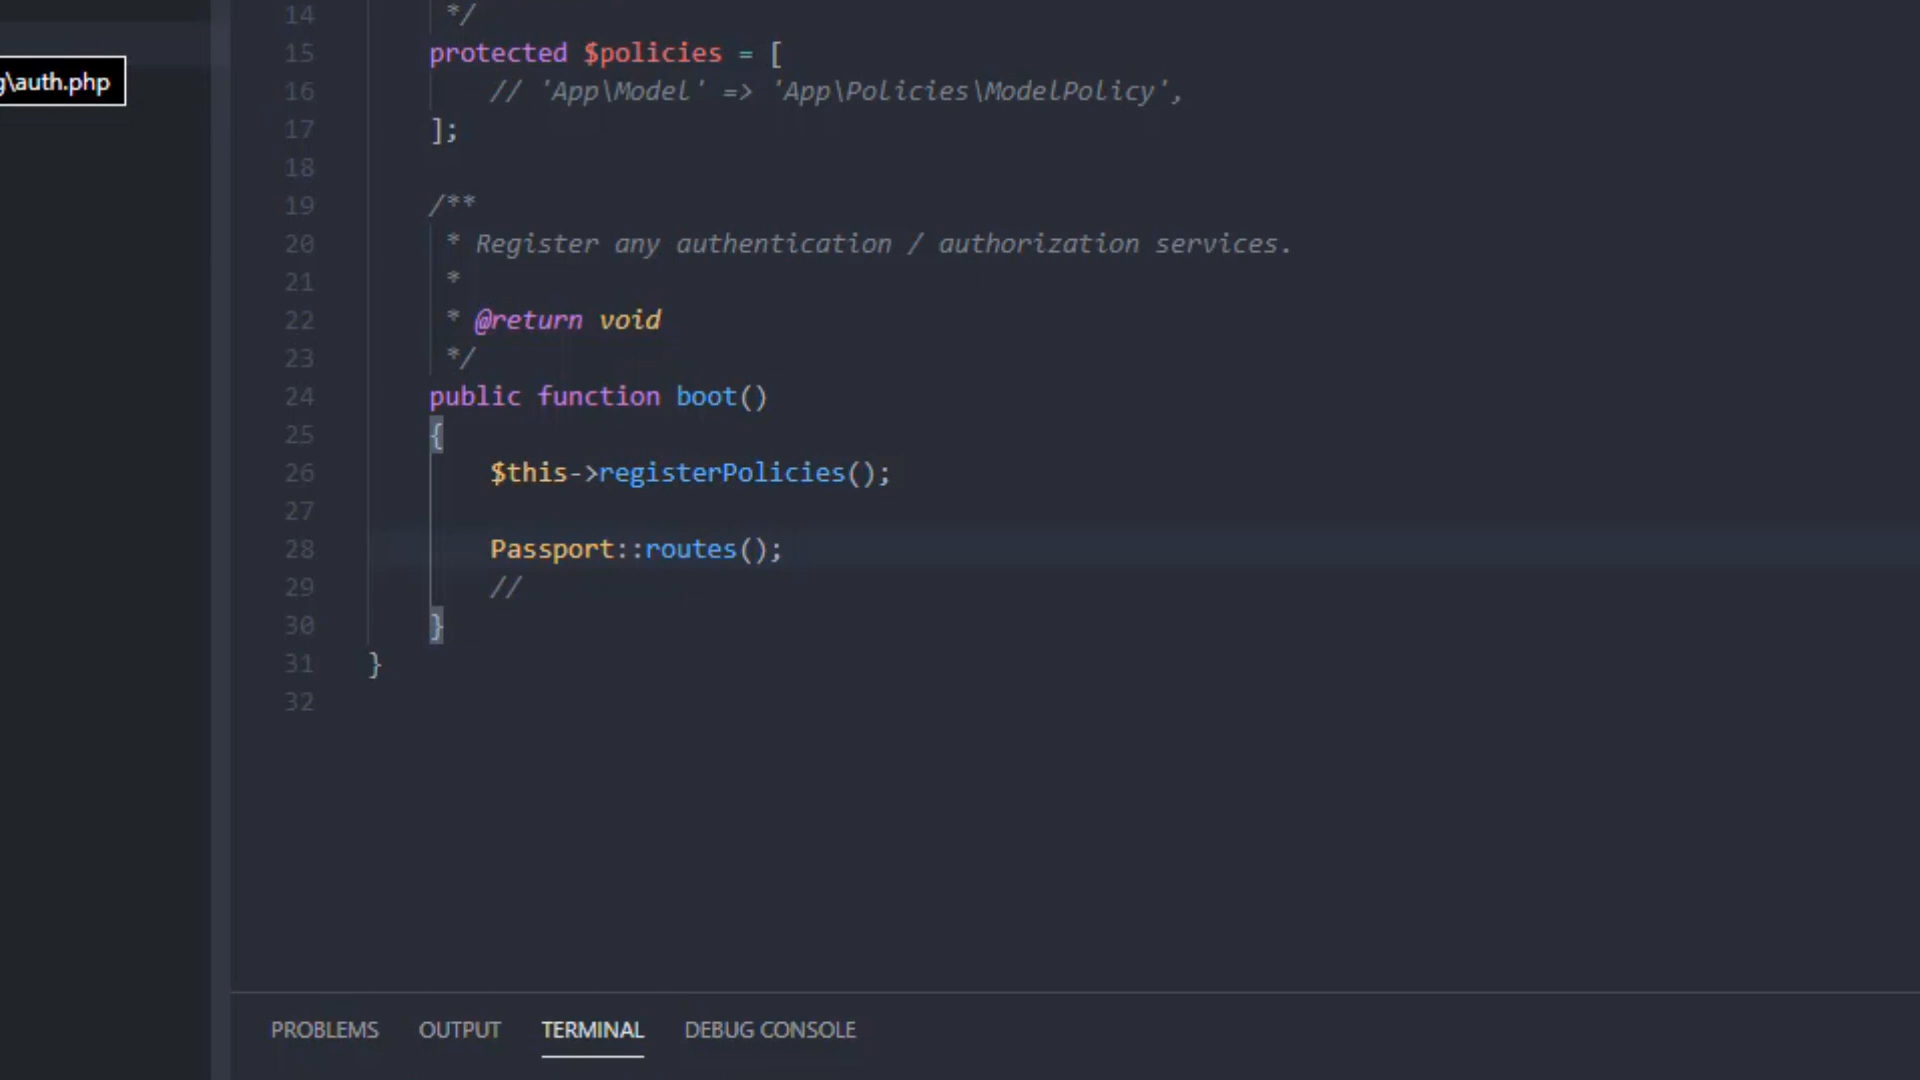 g\auth.php
14 */
15 protected $policies = [
16 // 'App\Model' => 'App\Policies\ModelPolicy',
17 ];
18
19 /**
20 * Register any authentication / authorization services.
21 *
22 * @return void
23 */
24 public function boot()
25 {
26 $this->registerPolicies();
27
28 Passport::routes();
29 //
30 }
31 }
32
PROBLEMS OUTPUT TERMINAL DEBUG CONSOLE